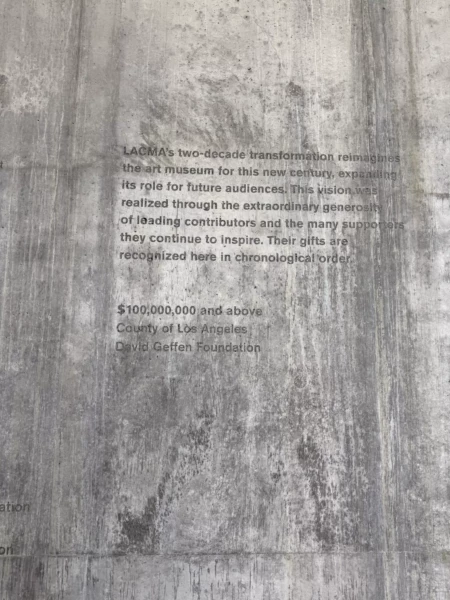 LACMA's two-decade transformation reimagines
the art museum for this new century, expanding
its role for future audiences. This vision was
realized through the extraordinary generosity
of leading contributors and the many supporters
they continue to inspire. Their gifts are
recognized here in chronological order.
$100,000,000 and above
County of Los Angeles
David Geffen Foundation
ation
on